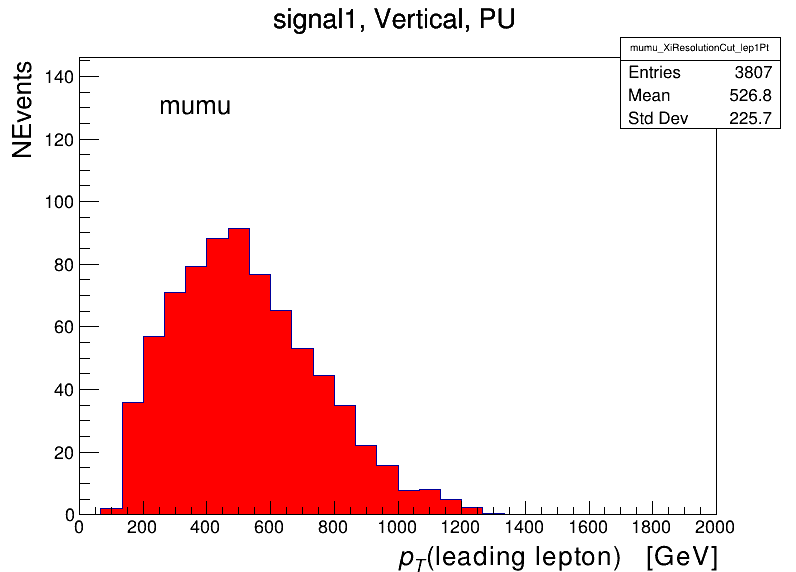 signal1, Vertical, PU
mumu_XiResolutionCut_lep1Pt
Entries 3807
Mean 526.8
Std Dev 225.7
NEvents
mumu
140
120
100
80
60
40
20
0
0 200 400 600 800 1000 1200 1400 1600 1800 2000
p_T(leading lepton) [GeV]